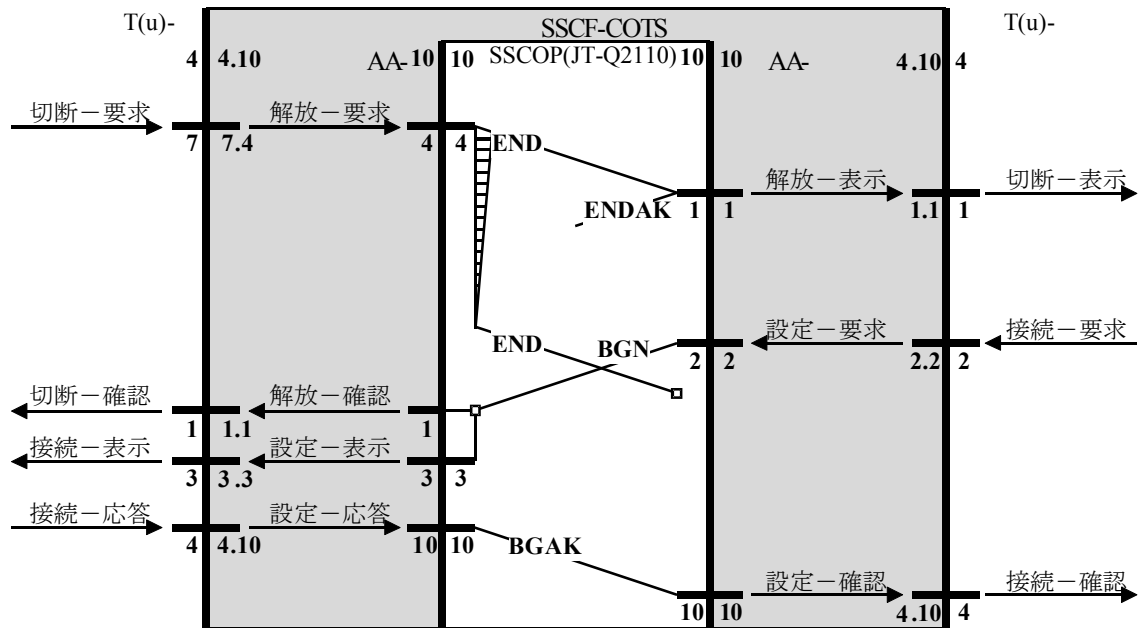 T(u)- SSCF-COTS T(u)-
4 4.10 AA- 10 10 SSCOP(JT-Q2110) 10 10 AA- 4.10 4
切断－要求 解放－要求
7 7.4 4 4 END
解放－表示 切断－表示
ENDAK 1 1 1.1 1
END BGN 設定－要求 接続－要求
2 2 2.2 2
切断－確認 解放－確認
1 1.1 1
接続－表示 設定－表示
3 3.3 3 3
接続－応答 設定－応答
4 4.10 10 10 BGAK
設定－確認 接続－確認
10 10 4.10 4